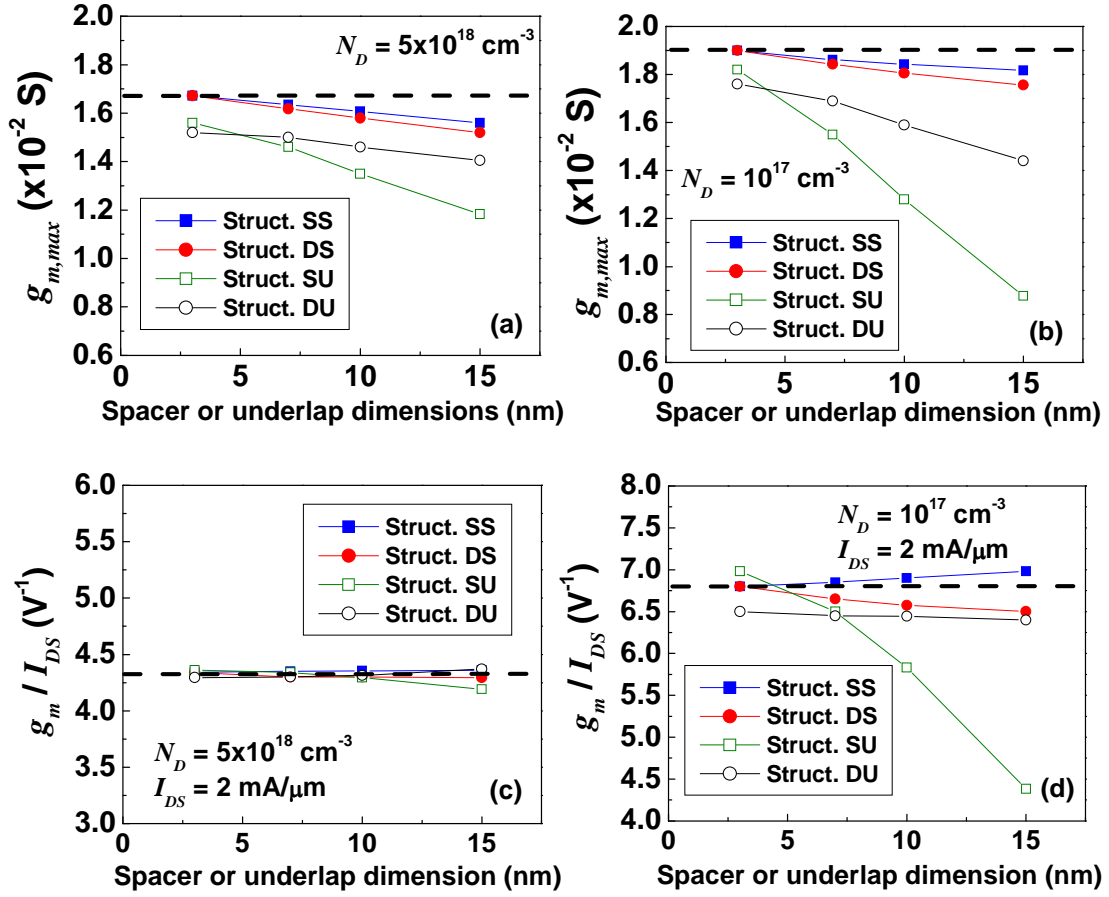 N_D = 5x10^18 cm^-3
g_m,max (x10^-2 S)
2.0
1.8
1.6
1.4
1.2
1.0
0.8
0.6
Struct. SS
Struct. DS
Struct. SU
Struct. DU
(a)
0 5 10 15
Spacer or underlap dimensions (nm)
g_m,max (x10^-2 S)
2.0
1.8
1.6
1.4
1.2
1.0
0.8
0.6
N_D = 10^17 cm^-3
Struct. SS
Struct. DS
Struct. SU
Struct. DU
(b)
0 5 10 15
Spacer or underlap dimension (nm)
g_m / I_DS (V^-1)
6.0
5.5
5.0
4.5
4.0
3.5
3.0
Struct. SS
Struct. DS
Struct. SU
Struct. DU
N_D = 5x10^18 cm^-3
I_DS = 2 mA/μm
(c)
0 5 10 15
Spacer or underlap dimension (nm)
g_m / I_DS (V^-1)
8.0
7.5
7.0
6.5
6.0
5.5
5.0
4.5
4.0
N_D = 10^17 cm^-3
I_DS = 2 mA/μm
Struct. SS
Struct. DS
Struct. SU
Struct. DU
(d)
0 5 10 15
Spacer or underlap dimension (nm)